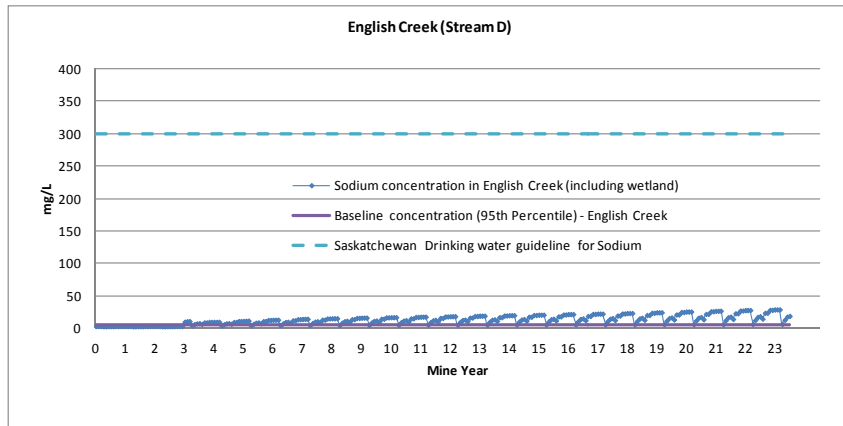 English Creek (Stream D)
400
350
300
250
200
150
100
50
0
mg/L
Sodium concentration in English Creek (including wetland)
Baseline concentration (95th Percentile) - English Creek
Saskatchewan Drinking water guideline for Sodium
0 1 2 3 4 5 6 7 8 9 10 11 12 13 14 15 16 17 18 19 20 21 22 23
Mine Year